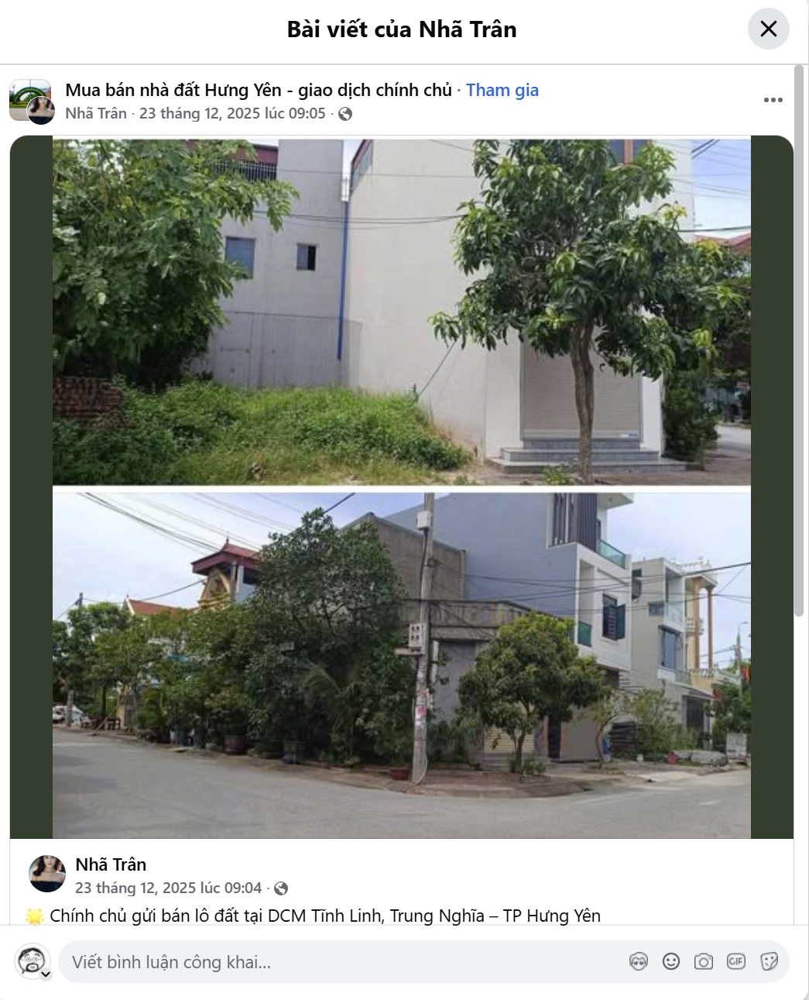 Bài viết của Nhã Trân
Mua bán nhà đất Hưng Yên - giao dịch chính chủ · Tham gia
Nhã Trân · 23 tháng 12, 2025 lúc 09:05 ·
Nhã Trân
23 tháng 12, 2025 lúc 09:04 ·
🌟 Chính chủ gửi bán lô đất tại DCM Tĩnh Linh, Trung Nghĩa – TP Hưng Yên
Viết bình luận công khai...
GIF